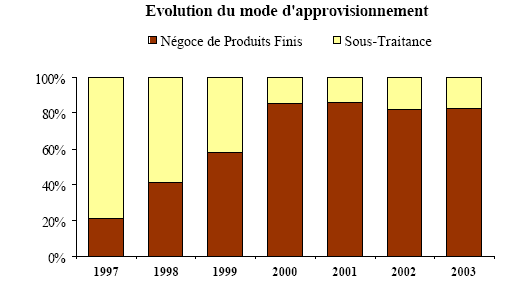 Evolution du mode d'approvisionnement
Négoce de Produits Finis Sous-Traitance
100%
80%
60%
40%
20%
0%
1997 1998 1999 2000 2001 2002 2003